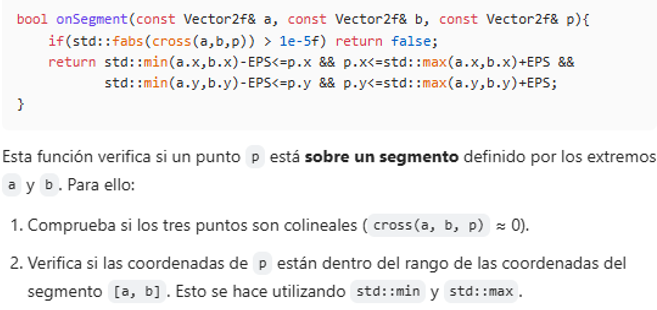 bool onSegment(const Vector2f& a, const Vector2f& b, const Vector2f& p){
    if(std::fabs(cross(a,b,p)) > 1e-5f) return false;
    return std::min(a.x,b.x)-EPS<=p.x && p.x<=std::max(a.x,b.x)+EPS &&
           std::min(a.y,b.y)-EPS<=p.y && p.y<=std::max(a.y,b.y)+EPS;
}
Esta función verifica si un punto p está sobre un segmento definido por los extremos
a y b. Para ello:
1. Comprueba si los tres puntos son colineales ( cross(a, b, p) ≈ 0).
2. Verifica si las coordenadas de p están dentro del rango de las coordenadas del
segmento [a, b]. Esto se hace utilizando std::min y std::max.